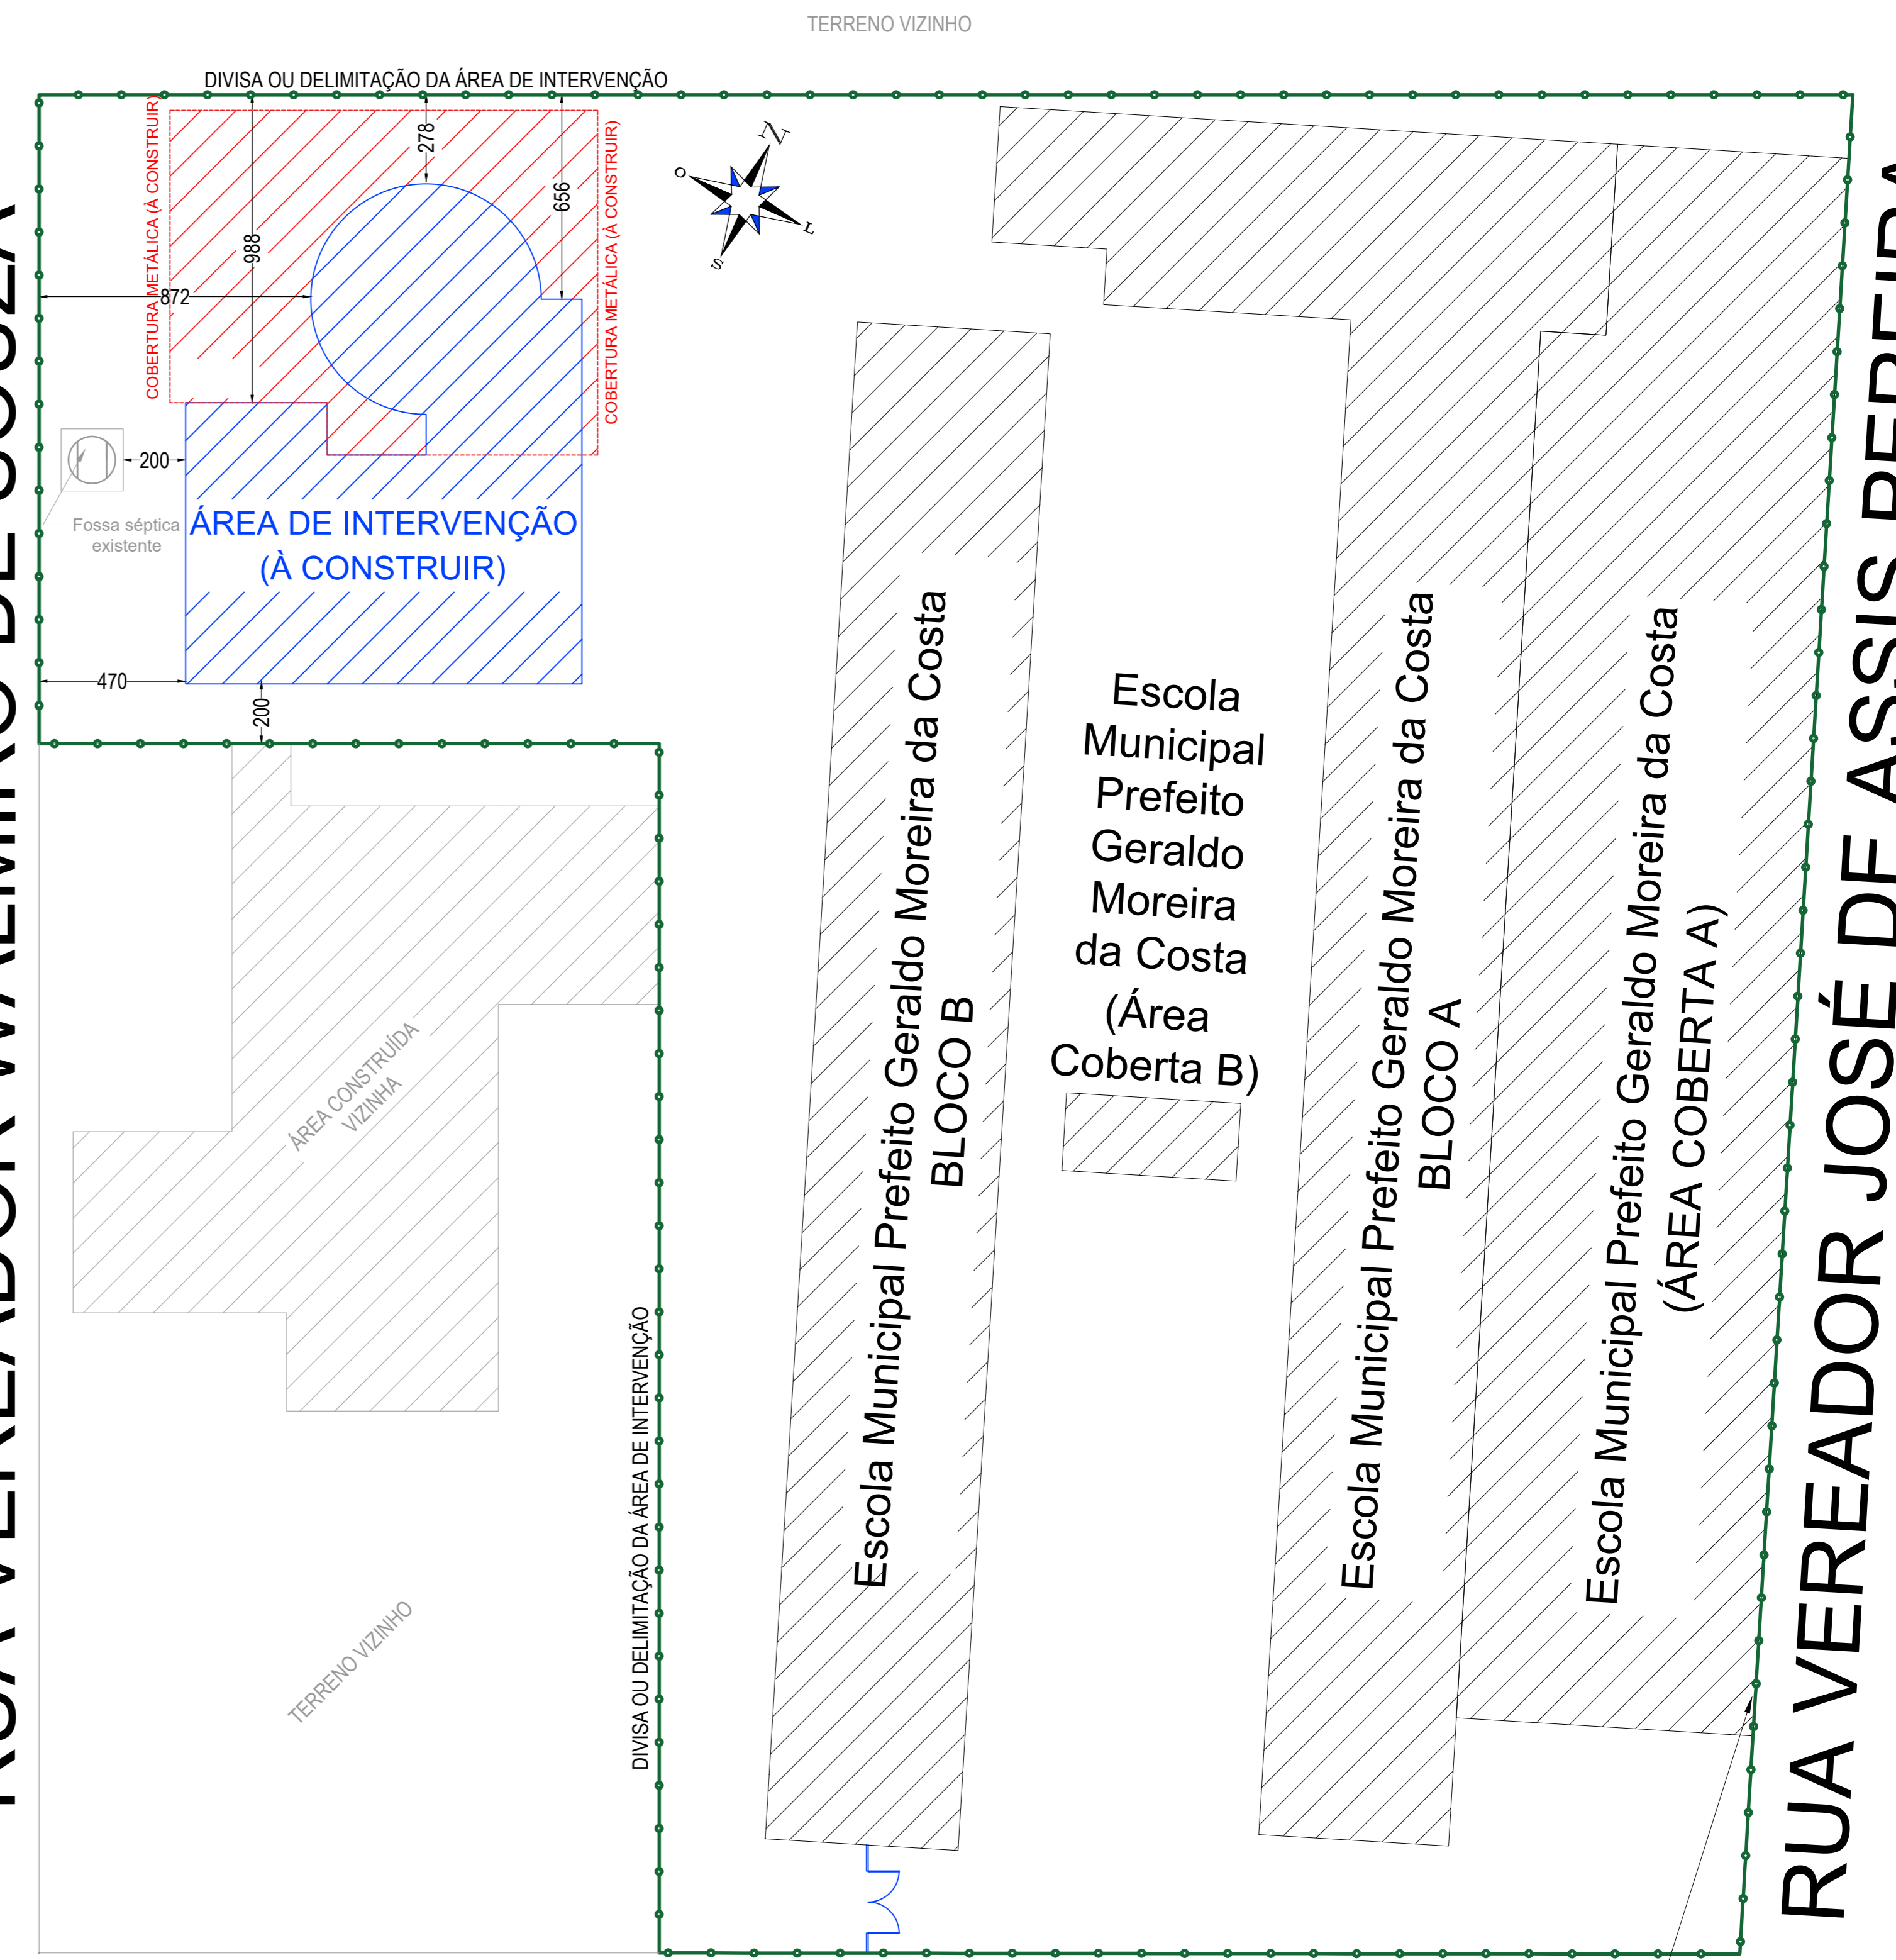 TERRENO VIZINHO
DIVISA OU DELIMITAÇÃO DA ÁREA DE INTERVENÇÃO
COBERTURA METÁLICA (À CONSTRUIR)
COBERTURA METÁLICA (À CONSTRUIR)
278
656
988
872
N
O
L
S
200
Fossa séptica
existente
ÁREA DE INTERVENÇÃO
(À CONSTRUIR)
470
200
Escola Municipal Prefeito Geraldo Moreira da Costa
BLOCO B
Escola
Municipal
Prefeito
Geraldo
Moreira
da Costa
(Área
Coberta B)
Escola Municipal Prefeito Geraldo Moreira da Costa
BLOCO A
Escola Municipal Prefeito Geraldo Moreira da Costa
(ÁREA COBERTA A)
ÁREA CONSTRUÍDA
VIZINHA
TERRENO VIZINHO
DIVISA OU DELIMITAÇÃO DA ÁREA DE INTERVENÇÃO
RUA VEREADOR JOSÉ DE ASSIS PEREIRA